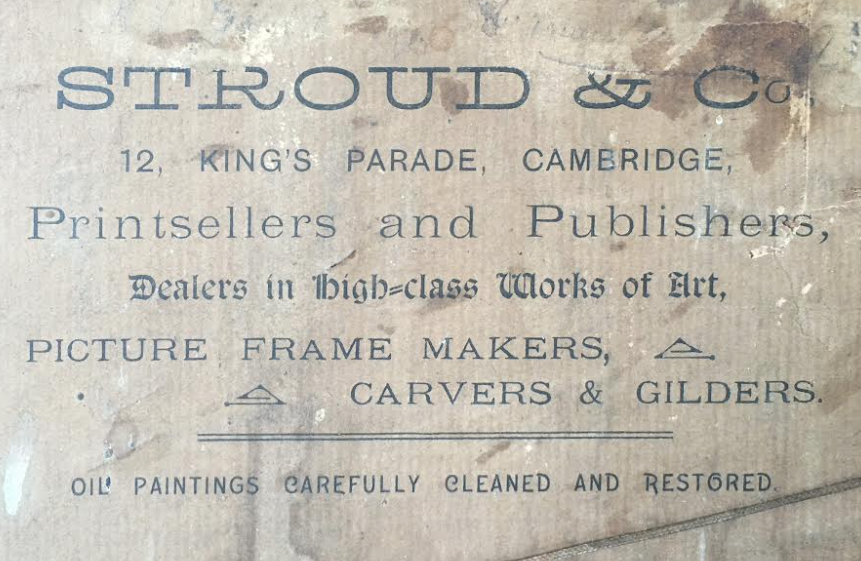 STROUD & Co.,
12, KING'S PARADE, CAMBRIDGE,
Printsellers and Publishers,
Dealers in High-class Works of Art,
PICTURE FRAME MAKERS,
CARVERS & GILDERS.
OIL PAINTINGS CAREFULLY CLEANED AND RESTORED.